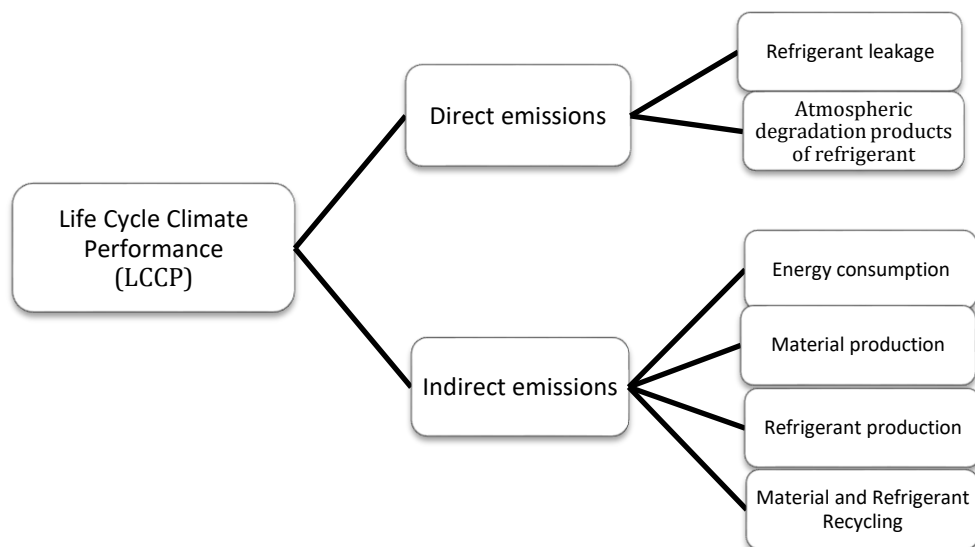 Life Cycle Climate
Performance
(LCCP)
Direct emissions
Refrigerant leakage
Atmospheric
degradation products
of refrigerant
Indirect emissions
Energy consumption
Material production
Refrigerant production
Material and Refrigerant
Recycling